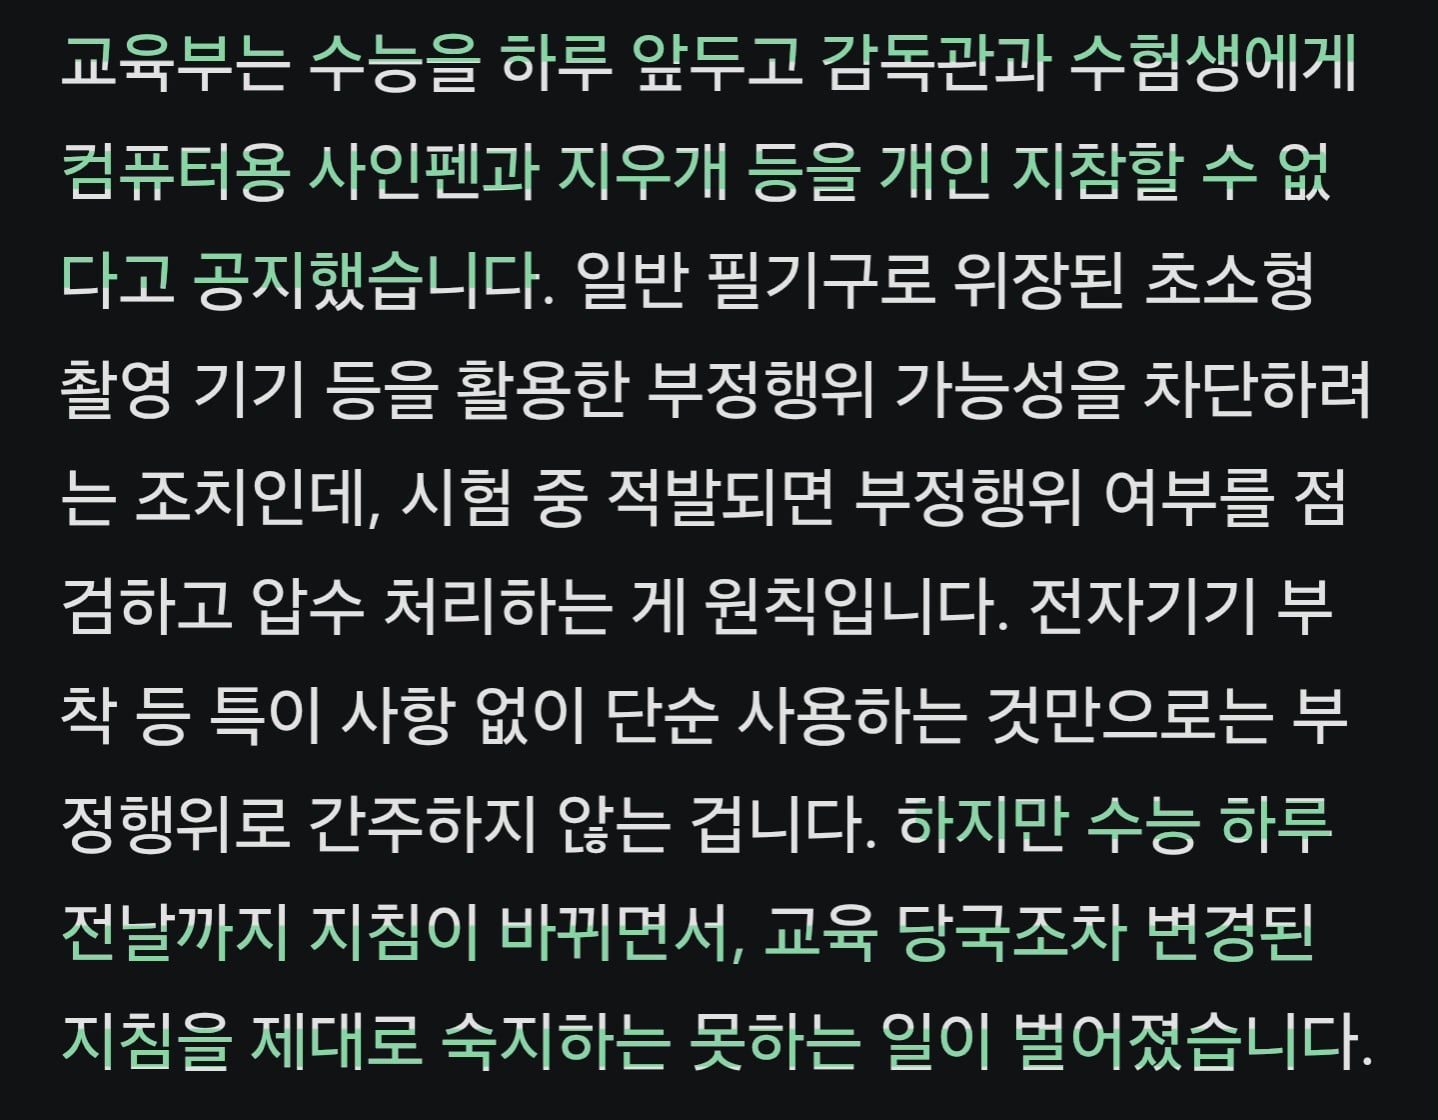 교육부는 수능을 하루 앞두고 감독관과 수험생에게
컴퓨터용 사인펜과 지우개 등을 개인 지참할 수 없
다고 공지했습니다. 일반 필기구로 위장된 초소형
촬영 기기 등을 활용한 부정행위 가능성을 차단하려
는 조치인데, 시험 중 적발되면 부정행위 여부를 점
검하고 압수 처리하는 게 원칙입니다. 전자기기 부
착 등 특이 사항 없이 단순 사용하는 것만으로는 부
정행위로 간주하지 않는 겁니다. 하지만 수능 하루
전날까지 지침이 바뀌면서, 교육 당국조차 변경된
지침을 제대로 숙지하는 못하는 일이 벌어졌습니다.